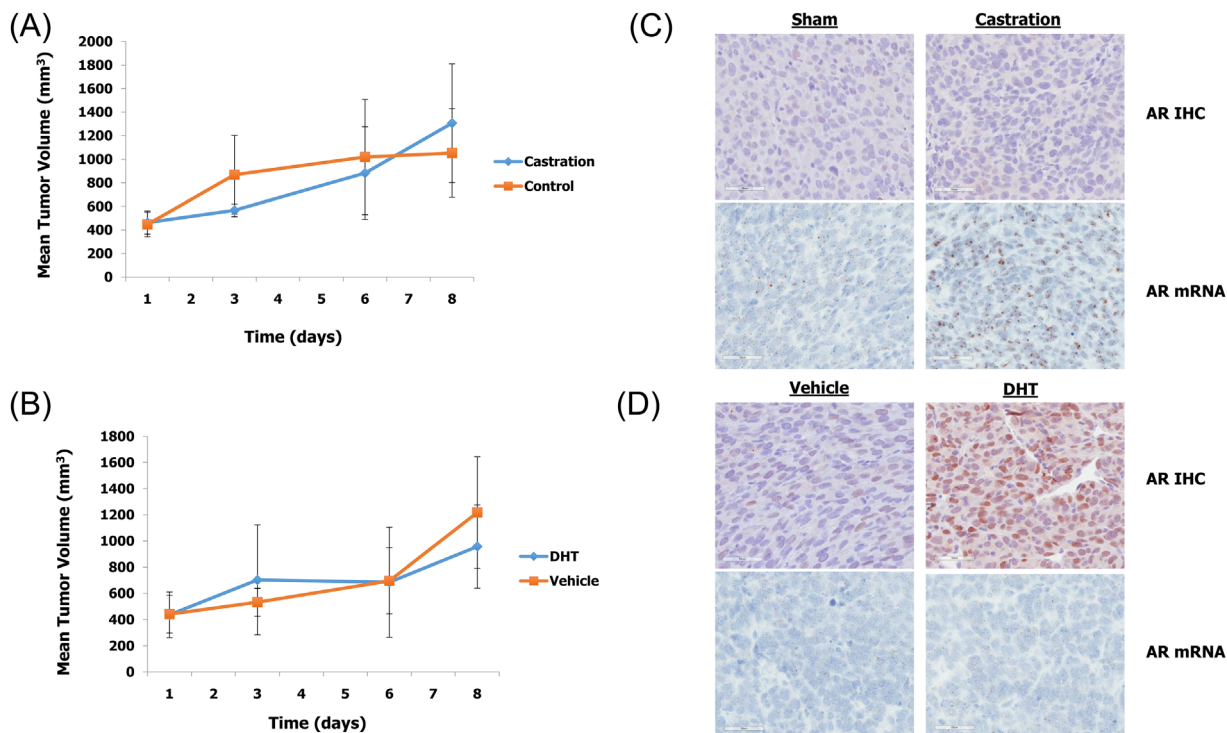 (A)
2000
1800
1600
1400
1200
1000
800
600
400
200
0
Mean Tumor Volume (mm³)
1 2 3 4 5 6 7 8
Time (days)
Castration
Control
(B)
1800
1600
1400
1200
1000
800
600
400
200
0
Mean Tumor Volume (mm³)
1 2 3 4 5 6 7 8
Time (days)
DHT
Vehicle
(C)
Sham Castration
AR IHC
AR mRNA
(D)
Vehicle DHT
AR IHC
AR mRNA